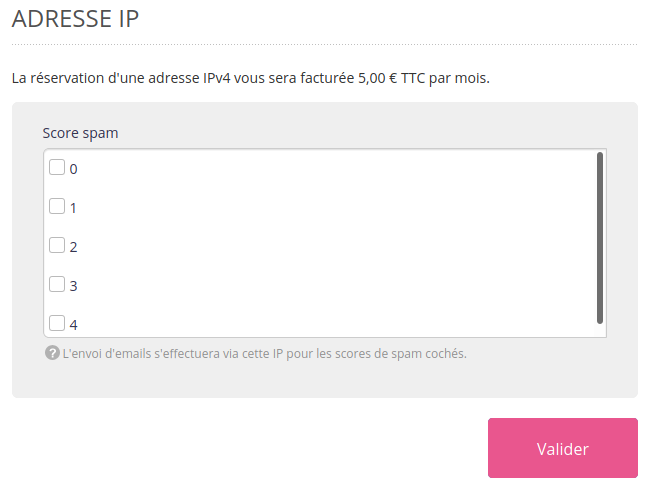 ADRESSE IP
La réservation d'une adresse IPv4 vous sera facturée 5,00 € TTC par mois.
Score spam
0
1
2
3
4
? L'envoi d'emails s'effectuera via cette IP pour les scores de spam cochés.
Valider